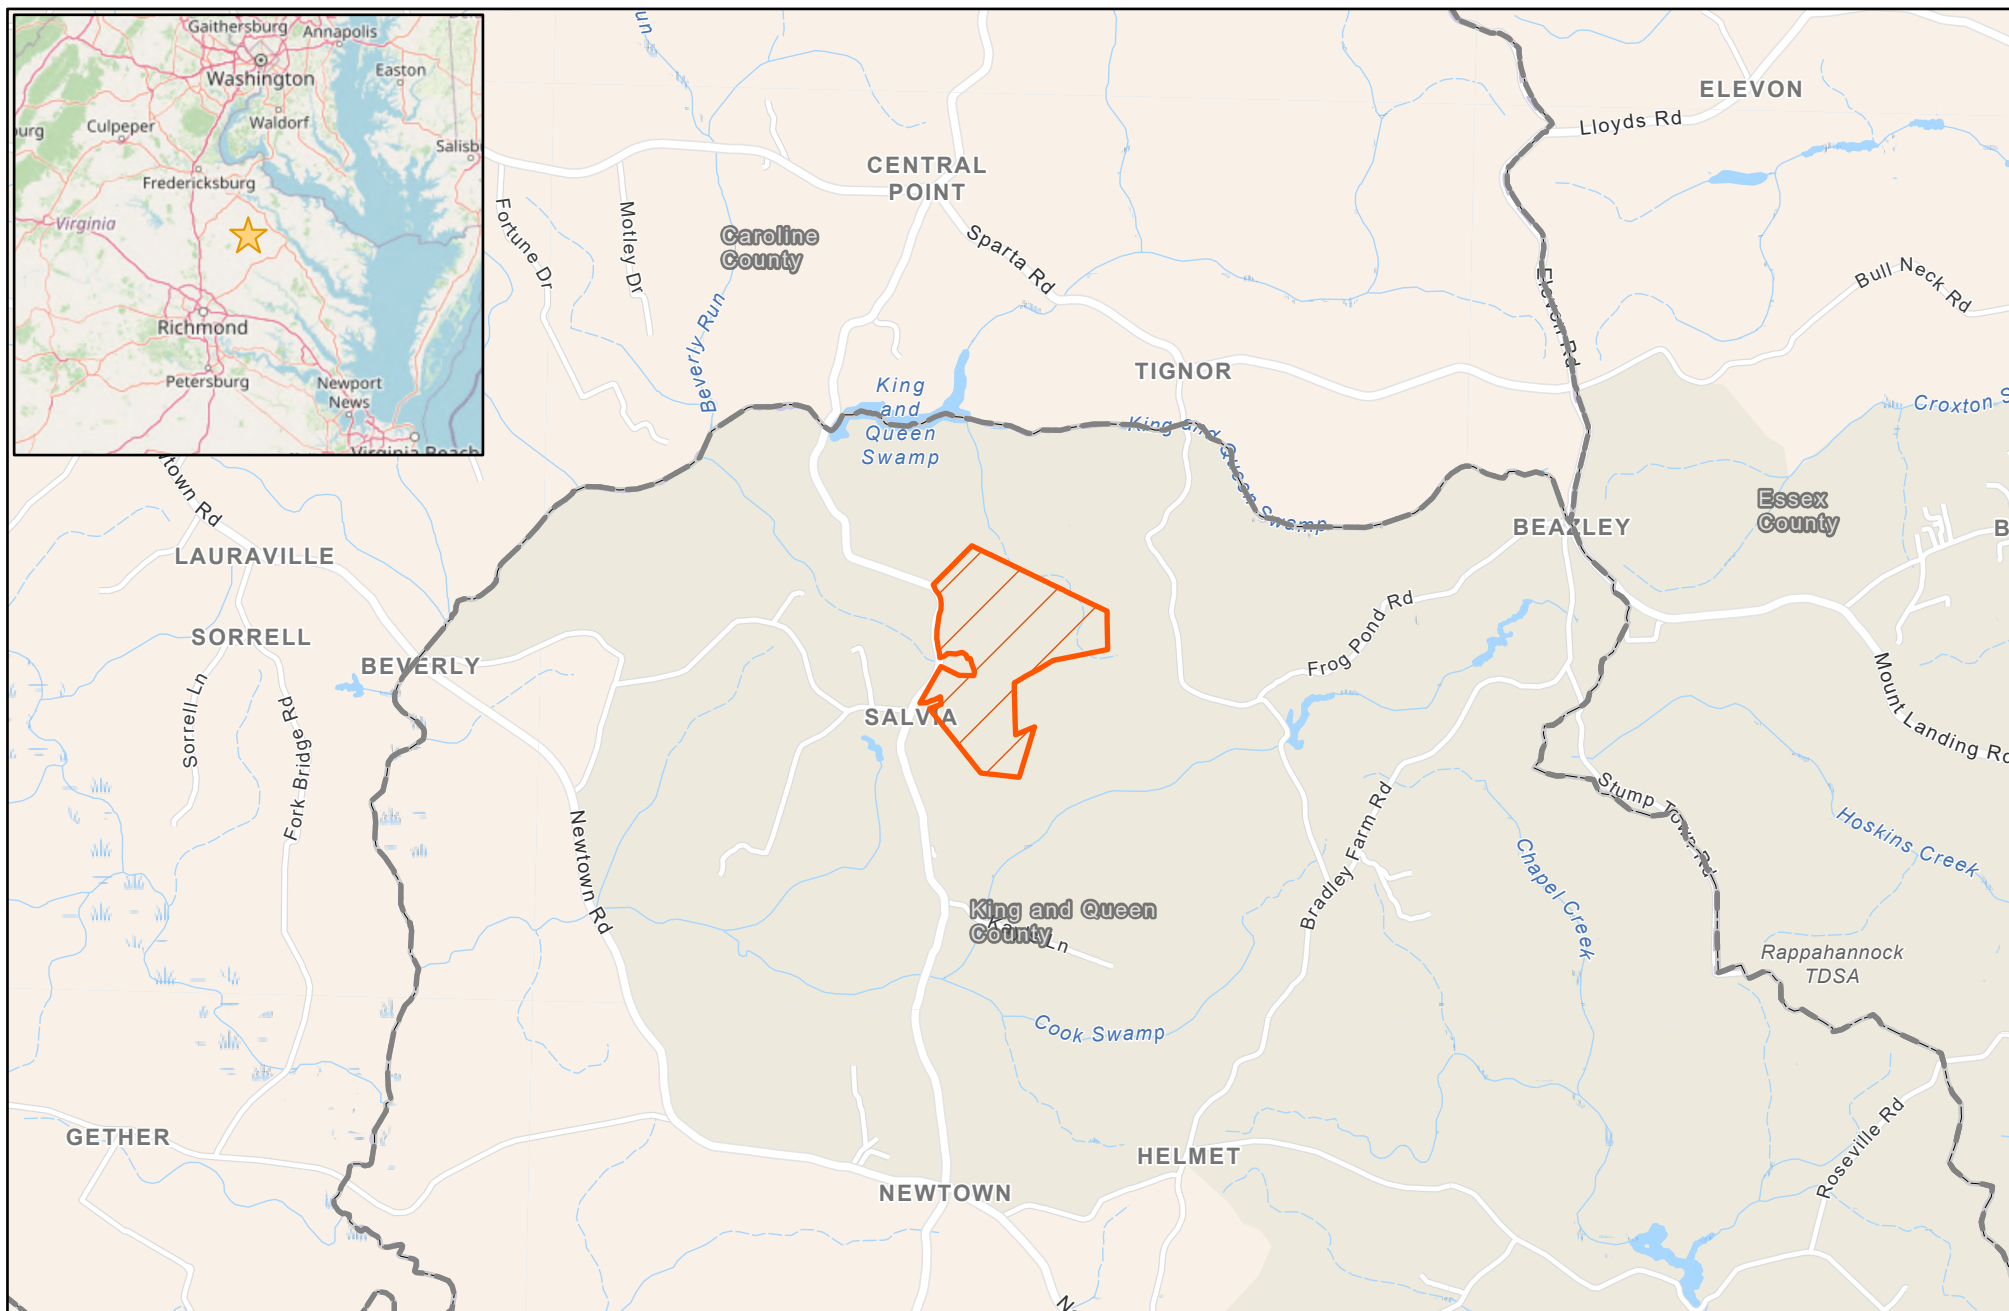 Gaithersburg
Annapolis
Washington
Easton
Culpeper
Waldorf
Salisb
Fredericksburg
Virginia
Richmond
Petersburg
Newport
News
Virginia Beach
ELEVON
Lloyds Rd
CENTRAL
POINT
Fortune Dr
Motley Dr
Caroline
County
Sparta Rd
Elevon Rd
Bull Neck Rd
Beverly Run
King
and
Queen
Swamp
TIGNOR
King and Queen Swamp
Croxton S
wtown Rd
Essex
County
BEAZLEY
B
LAURAVILLE
SORRELL
BEVERLY
Frog Pond Rd
Sorrell Ln
Fork Bridge Rd
SALVIA
Mount Landing Rd
Stump Town Rd
Newtown Rd
Bradley Farm Rd
Chapel Creek
Hoskins Creek
King and Queen
County
Ln
Rappahannock
TDSA
Cook Swamp
GETHER
HELMET
Roseville Rd
NEWTOWN